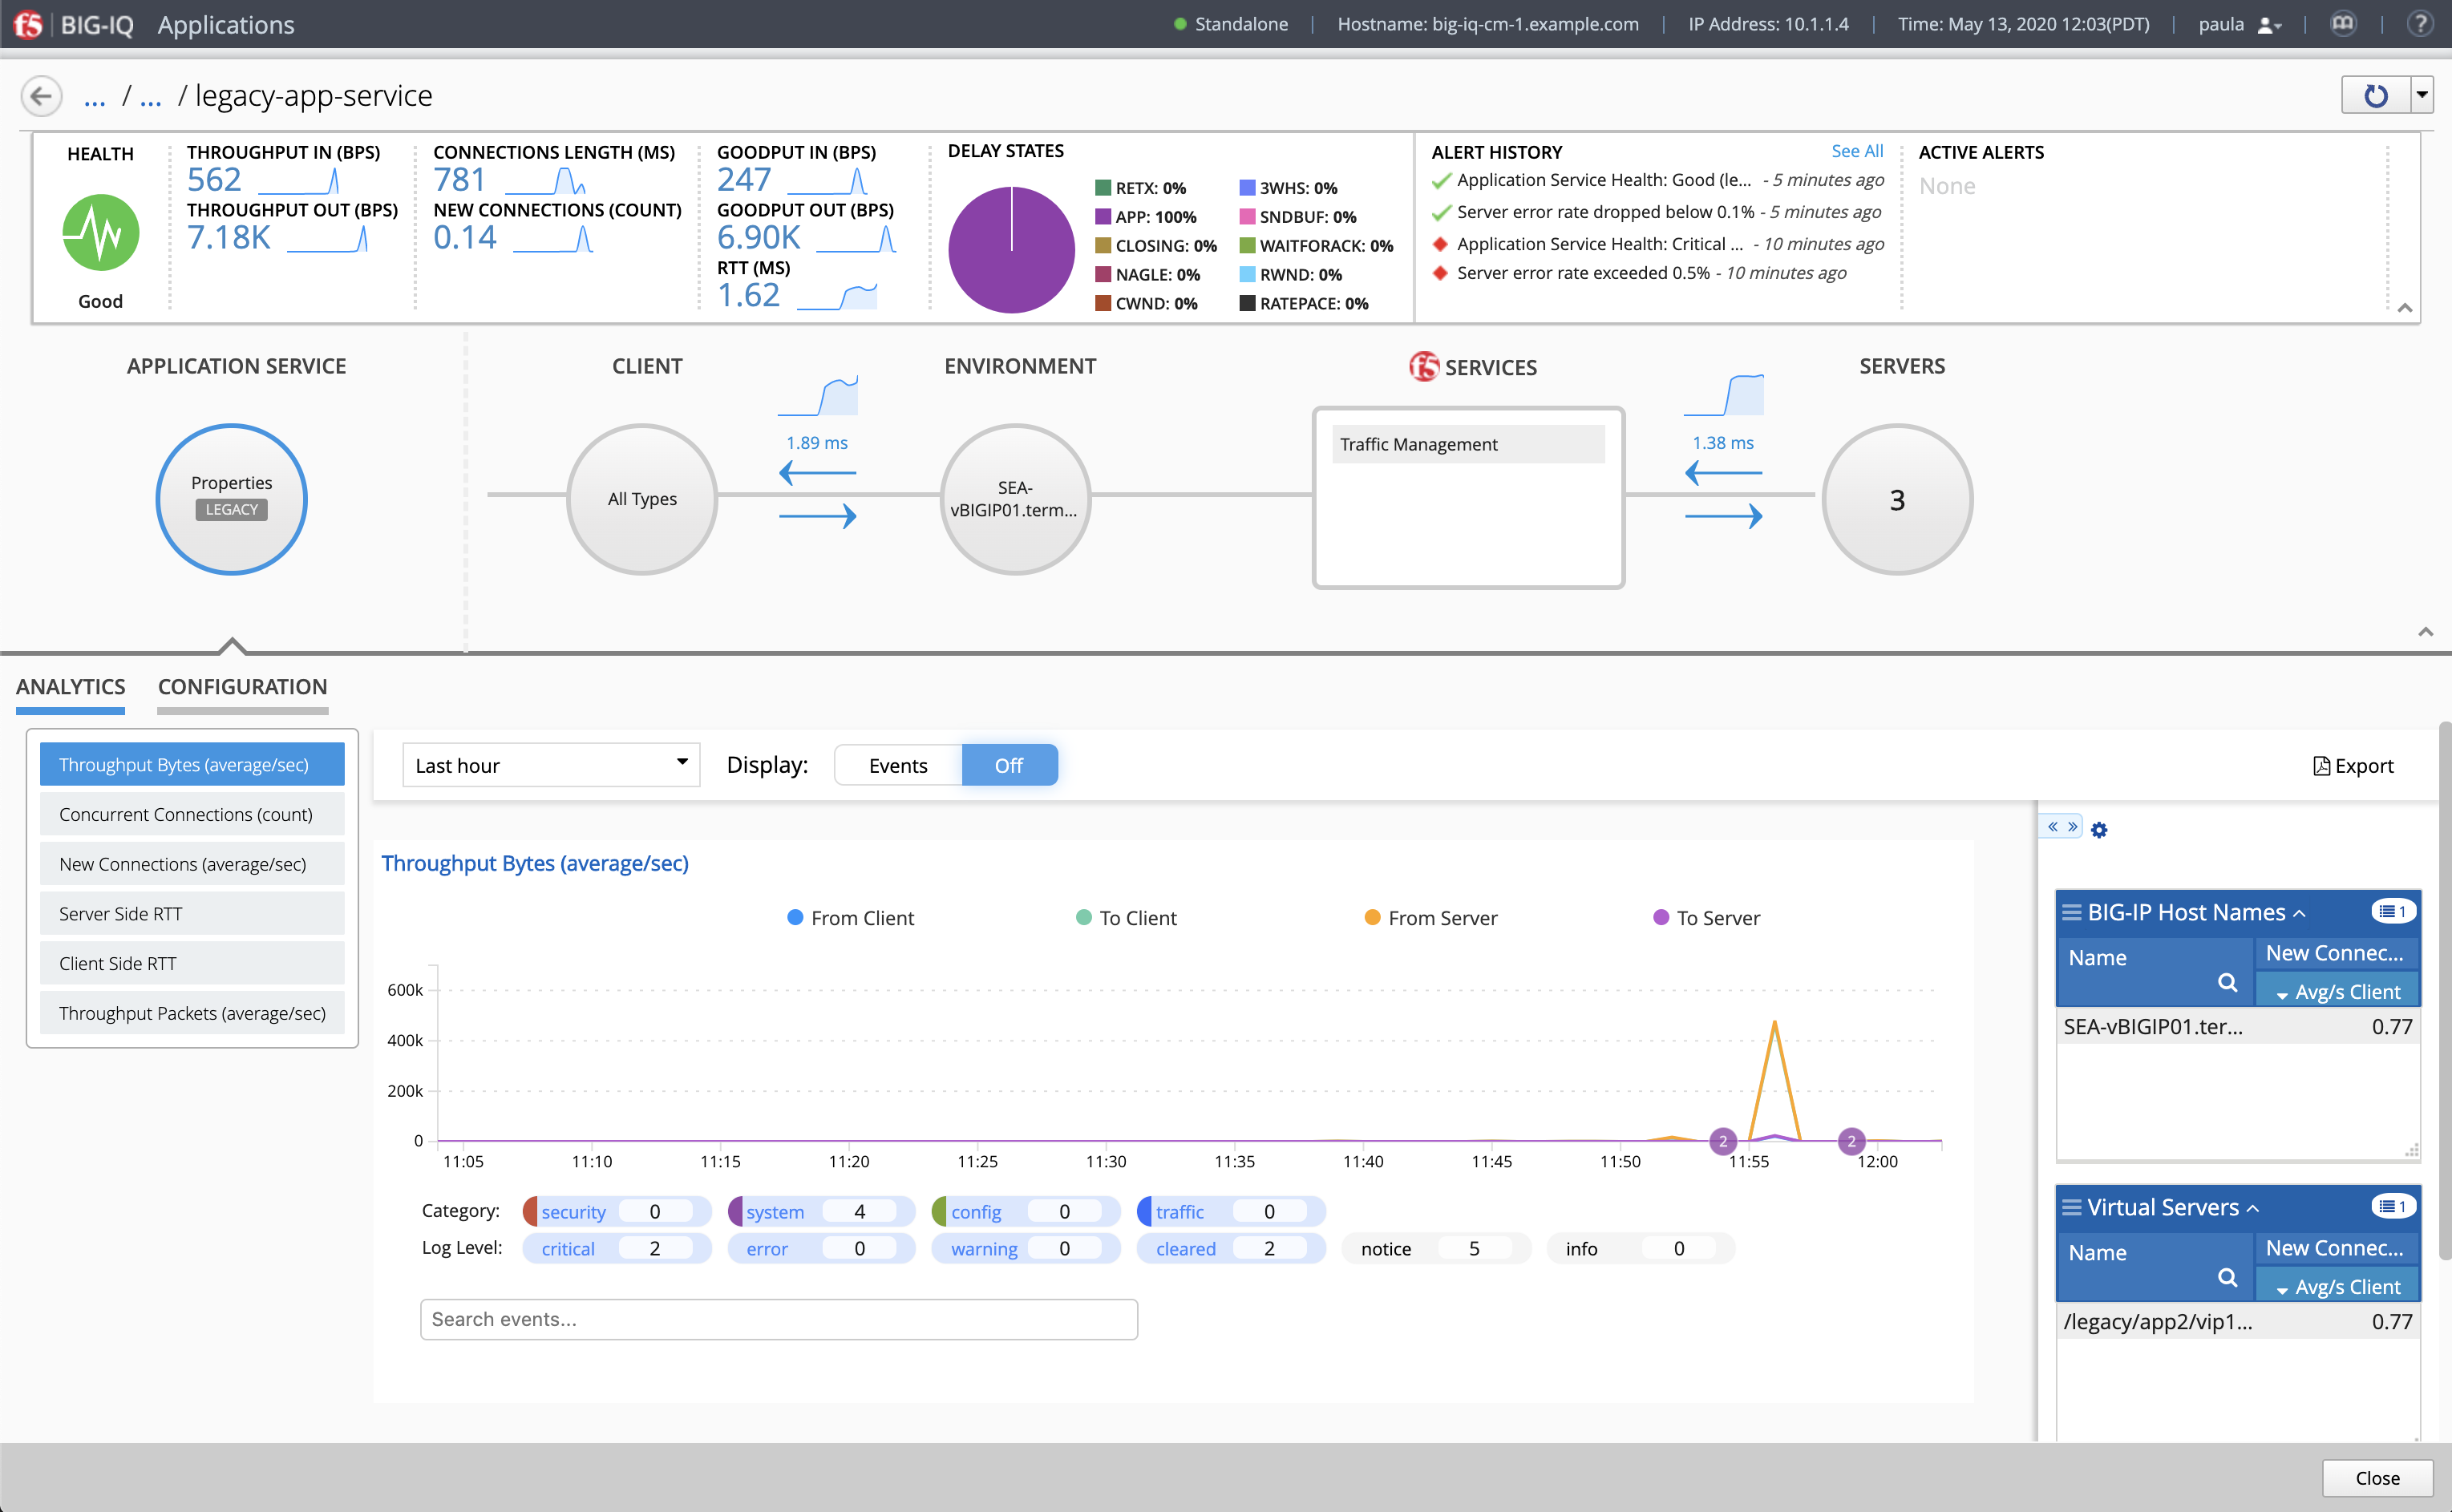 f5 BIG-IQ Applications
Standalone | Hostname: big-iq-cm-1.example.com | IP Address: 10.1.1.4 | Time: May 13, 2020 12:03(PDT) | paula ?
... / ... / legacy-app-service
HEALTH
Good
THROUGHPUT IN (BPS)
562
THROUGHPUT OUT (BPS)
7.18K
CONNECTIONS LENGTH (MS)
781
NEW CONNECTIONS (COUNT)
0.14
GOODPUT IN (BPS)
247
GOODPUT OUT (BPS)
6.90K
RTT (MS)
1.62
DELAY STATES
RETX: 0% 3WHS: 0%
APP: 100% SNDBUF: 0%
CLOSING: 0% WAITFORACK: 0%
NAGLE: 0% RWND: 0%
CWND: 0% RATEPACE: 0%
ALERT HISTORY See All
Application Service Health: Good (le... - 5 minutes ago
Server error rate dropped below 0.1% - 5 minutes ago
Application Service Health: Critical ... - 10 minutes ago
Server error rate exceeded 0.5% - 10 minutes ago
ACTIVE ALERTS
None
APPLICATION SERVICE
Properties
LEGACY
CLIENT
All Types
1.89 ms
ENVIRONMENT
SEA-
vBIGIP01.term...
f5 SERVICES
Traffic Management
1.38 ms
SERVERS
3
ANALYTICS CONFIGURATION
Throughput Bytes (average/sec)
Concurrent Connections (count)
New Connections (average/sec)
Server Side RTT
Client Side RTT
Throughput Packets (average/sec)
Last hour Display: Events Off Export
Throughput Bytes (average/sec)
From Client To Client From Server To Server
600k
400k
200k
0
2 2
11:05 11:10 11:15 11:20 11:25 11:30 11:35 11:40 11:45 11:50 11:55 12:00
Category: security 0 system 4 config 0 traffic 0
Log Level: critical 2 error 0 warning 0 cleared 2 notice 5 info 0
Search events...
« »
BIG-IP Host Names 1
Name New Connec...
Avg/s Client
SEA-vBIGIP01.ter... 0.77
Virtual Servers 1
Name New Connec...
Avg/s Client
/legacy/app2/vip1... 0.77
Close